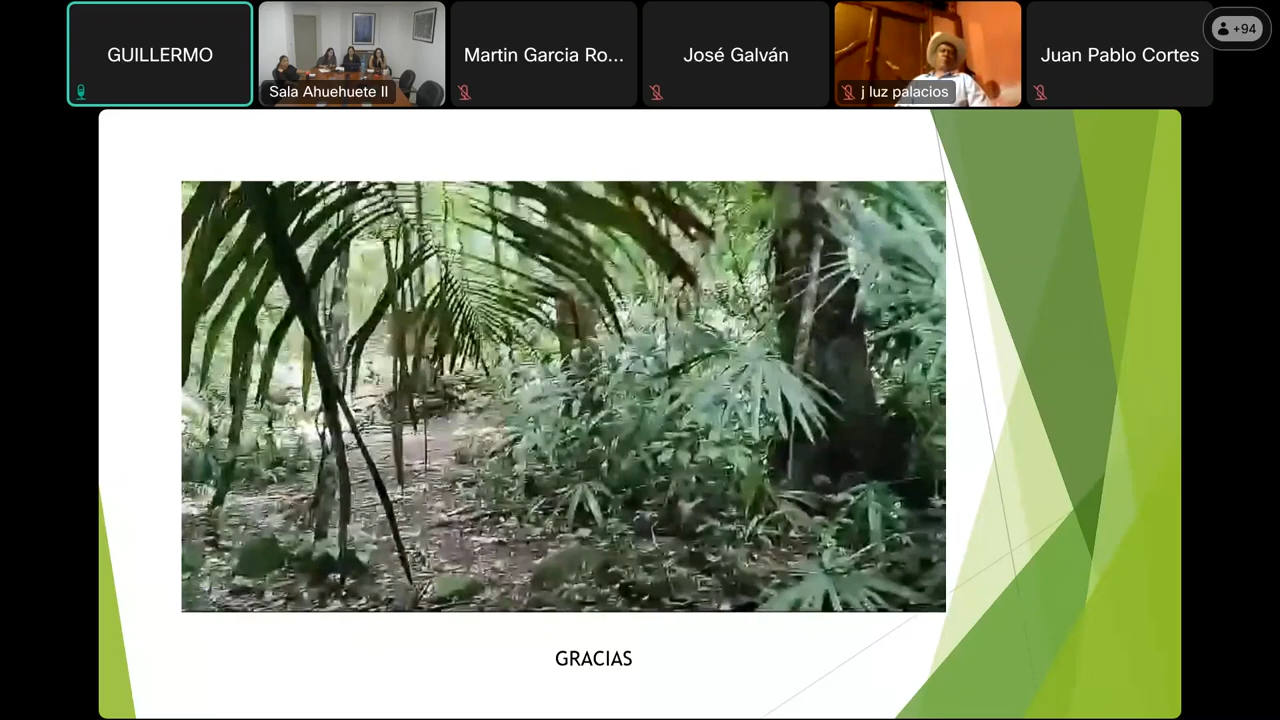 GUILLERMO
Sala Ahuehuete II
Martin Garcia Ro...
José Galván
j luz palacios
Juan Pablo Cortes
+94
GRACIAS